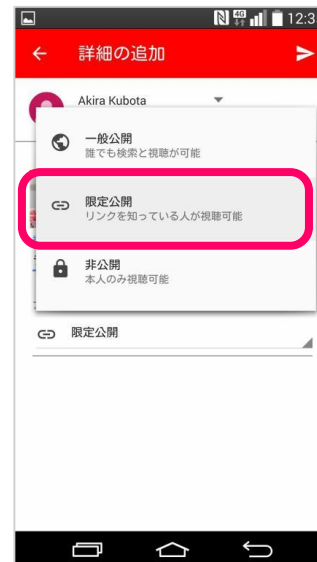 4G 12:3
詳細の追加
Akira Kubota
一般公開
誰でも検索と視聴が可能
限定公開
リンクを知っている人が視聴可能
非公開
本人のみ視聴可能
限定公開